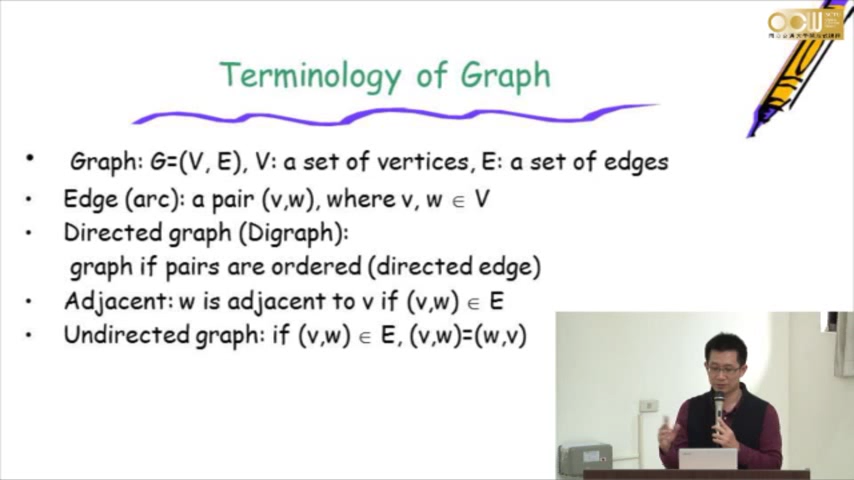 OCW
Terminology of Graph
• Graph: G=(V, E), V: a set of vertices, E: a set of edges
• Edge (arc): a pair (v,w), where v, w ∈ V
• Directed graph (Digraph):
graph if pairs are ordered (directed edge)
• Adjacent: w is adjacent to v if (v,w) ∈ E
• Undirected graph: if (v,w) ∈ E, (v,w)=(w,v)